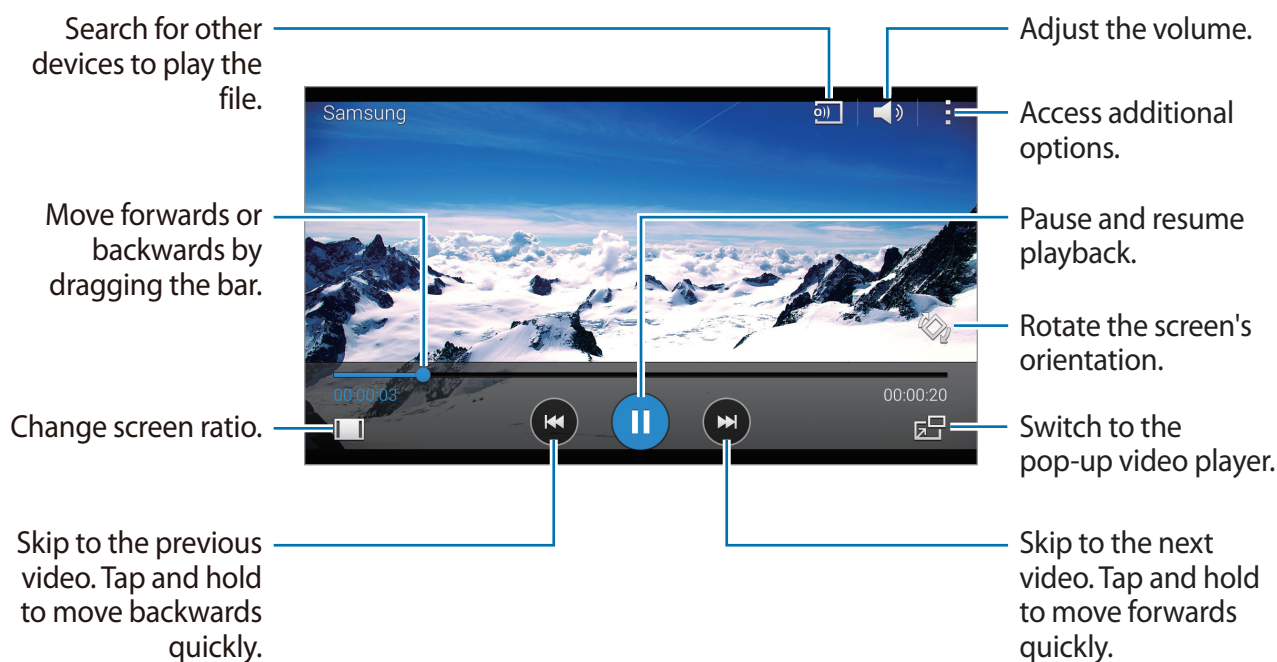 Search for other
devices to play the
file.
Adjust the volume.
Samsung
Access additional
options.
Move forwards or
backwards by
dragging the bar.
Pause and resume
playback.
Rotate the screen's
orientation.
00:00:03
00:00:20
Change screen ratio.
Switch to the
pop-up video player.
Skip to the previous
video. Tap and hold
to move backwards
quickly.
Skip to the next
video. Tap and hold
to move forwards
quickly.